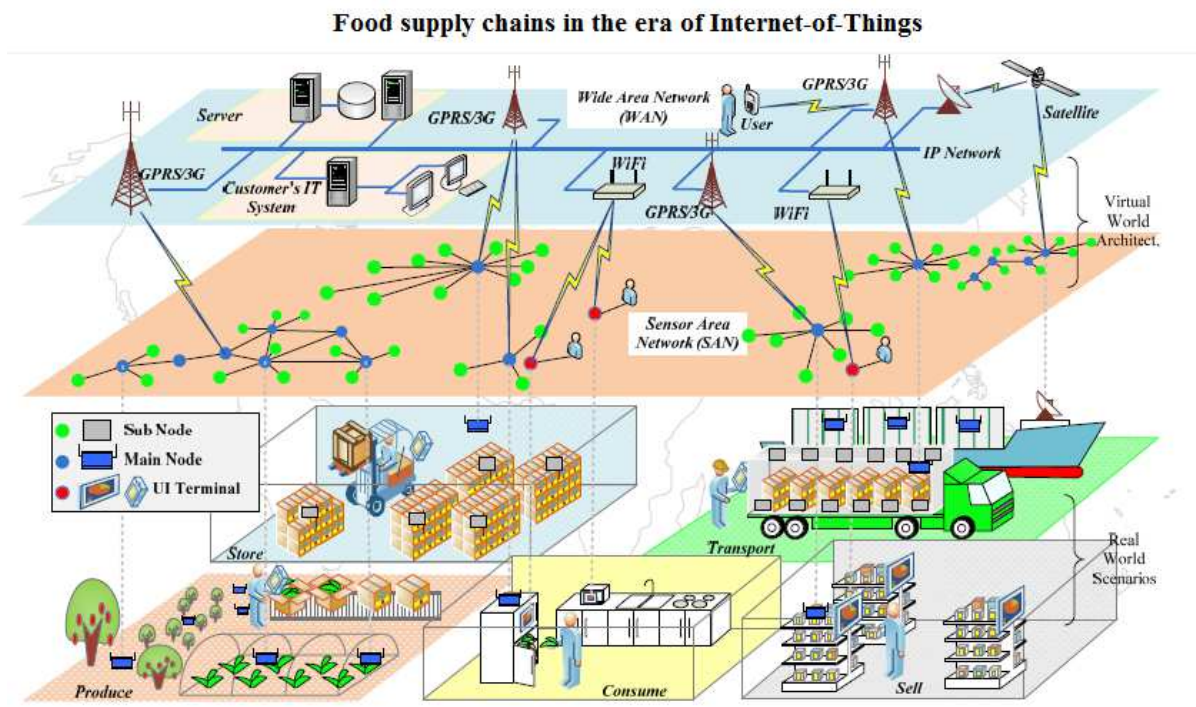 Food supply chains in the era of Internet-of-Things
Server
GPRS/3G
Wide Area Network
(WAN)
User
GPRS/3G
Satellite
GPRS/3G
Customer's IT
System
WiFi
GPRS/3G
WiFi
IP Network
Virtual
World
Architect.
Sensor Area
Network (SAN)
Sub Node
Main Node
UI Terminal
Store
Transport
Real
World
Scenarios
Produce
Consume
Sell